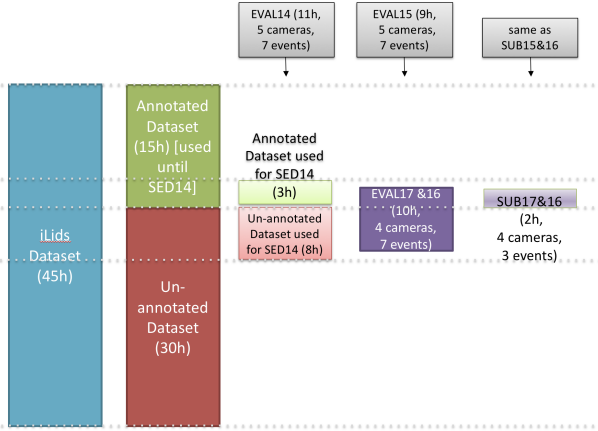 EVAL14 (11h,
5 cameras,
7 events)
EVAL15 (9h,
5 cameras,
7 events)
same as
SUB15&16
Annotated
Dataset
(15h) [used
until
SED14]
Annotated
Dataset used
for SED14
(3h)
Un-annotated
Dataset used
for SED14 (8h)
EVAL17 &16
(10h,
4 cameras,
7 events)
SUB17&16
(2h,
4 cameras,
3 events)
iLids
Dataset
(45h)
Un-
annotated
Dataset
(30h)